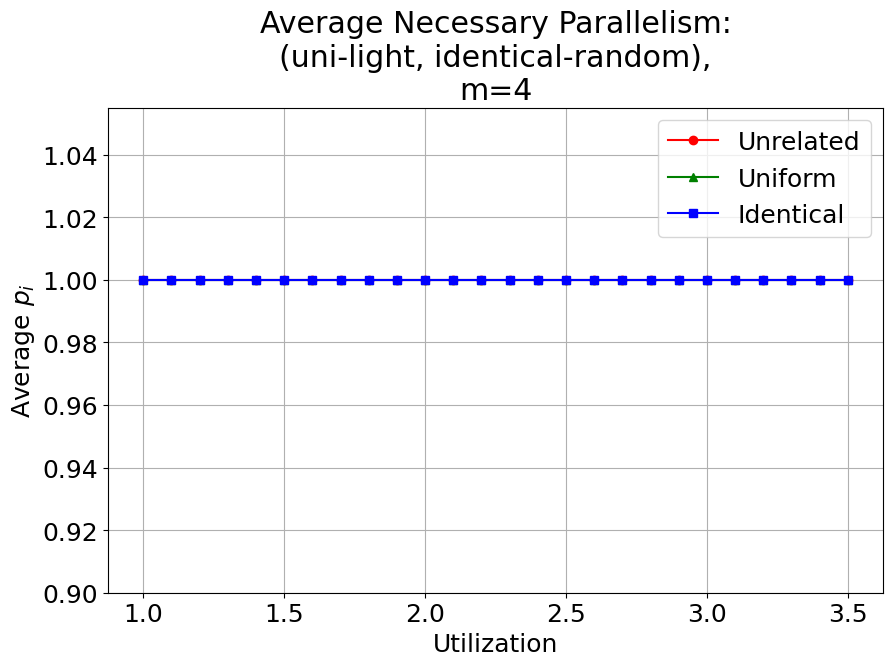 Average Necessary Parallelism:
(uni-light, identical-random),
m=4
Unrelated
Uniform
Identical
1.04
1.02
1.00
0.98
0.96
0.94
0.92
0.90
Average p_i
1.0 1.5 2.0 2.5 3.0 3.5
Utilization